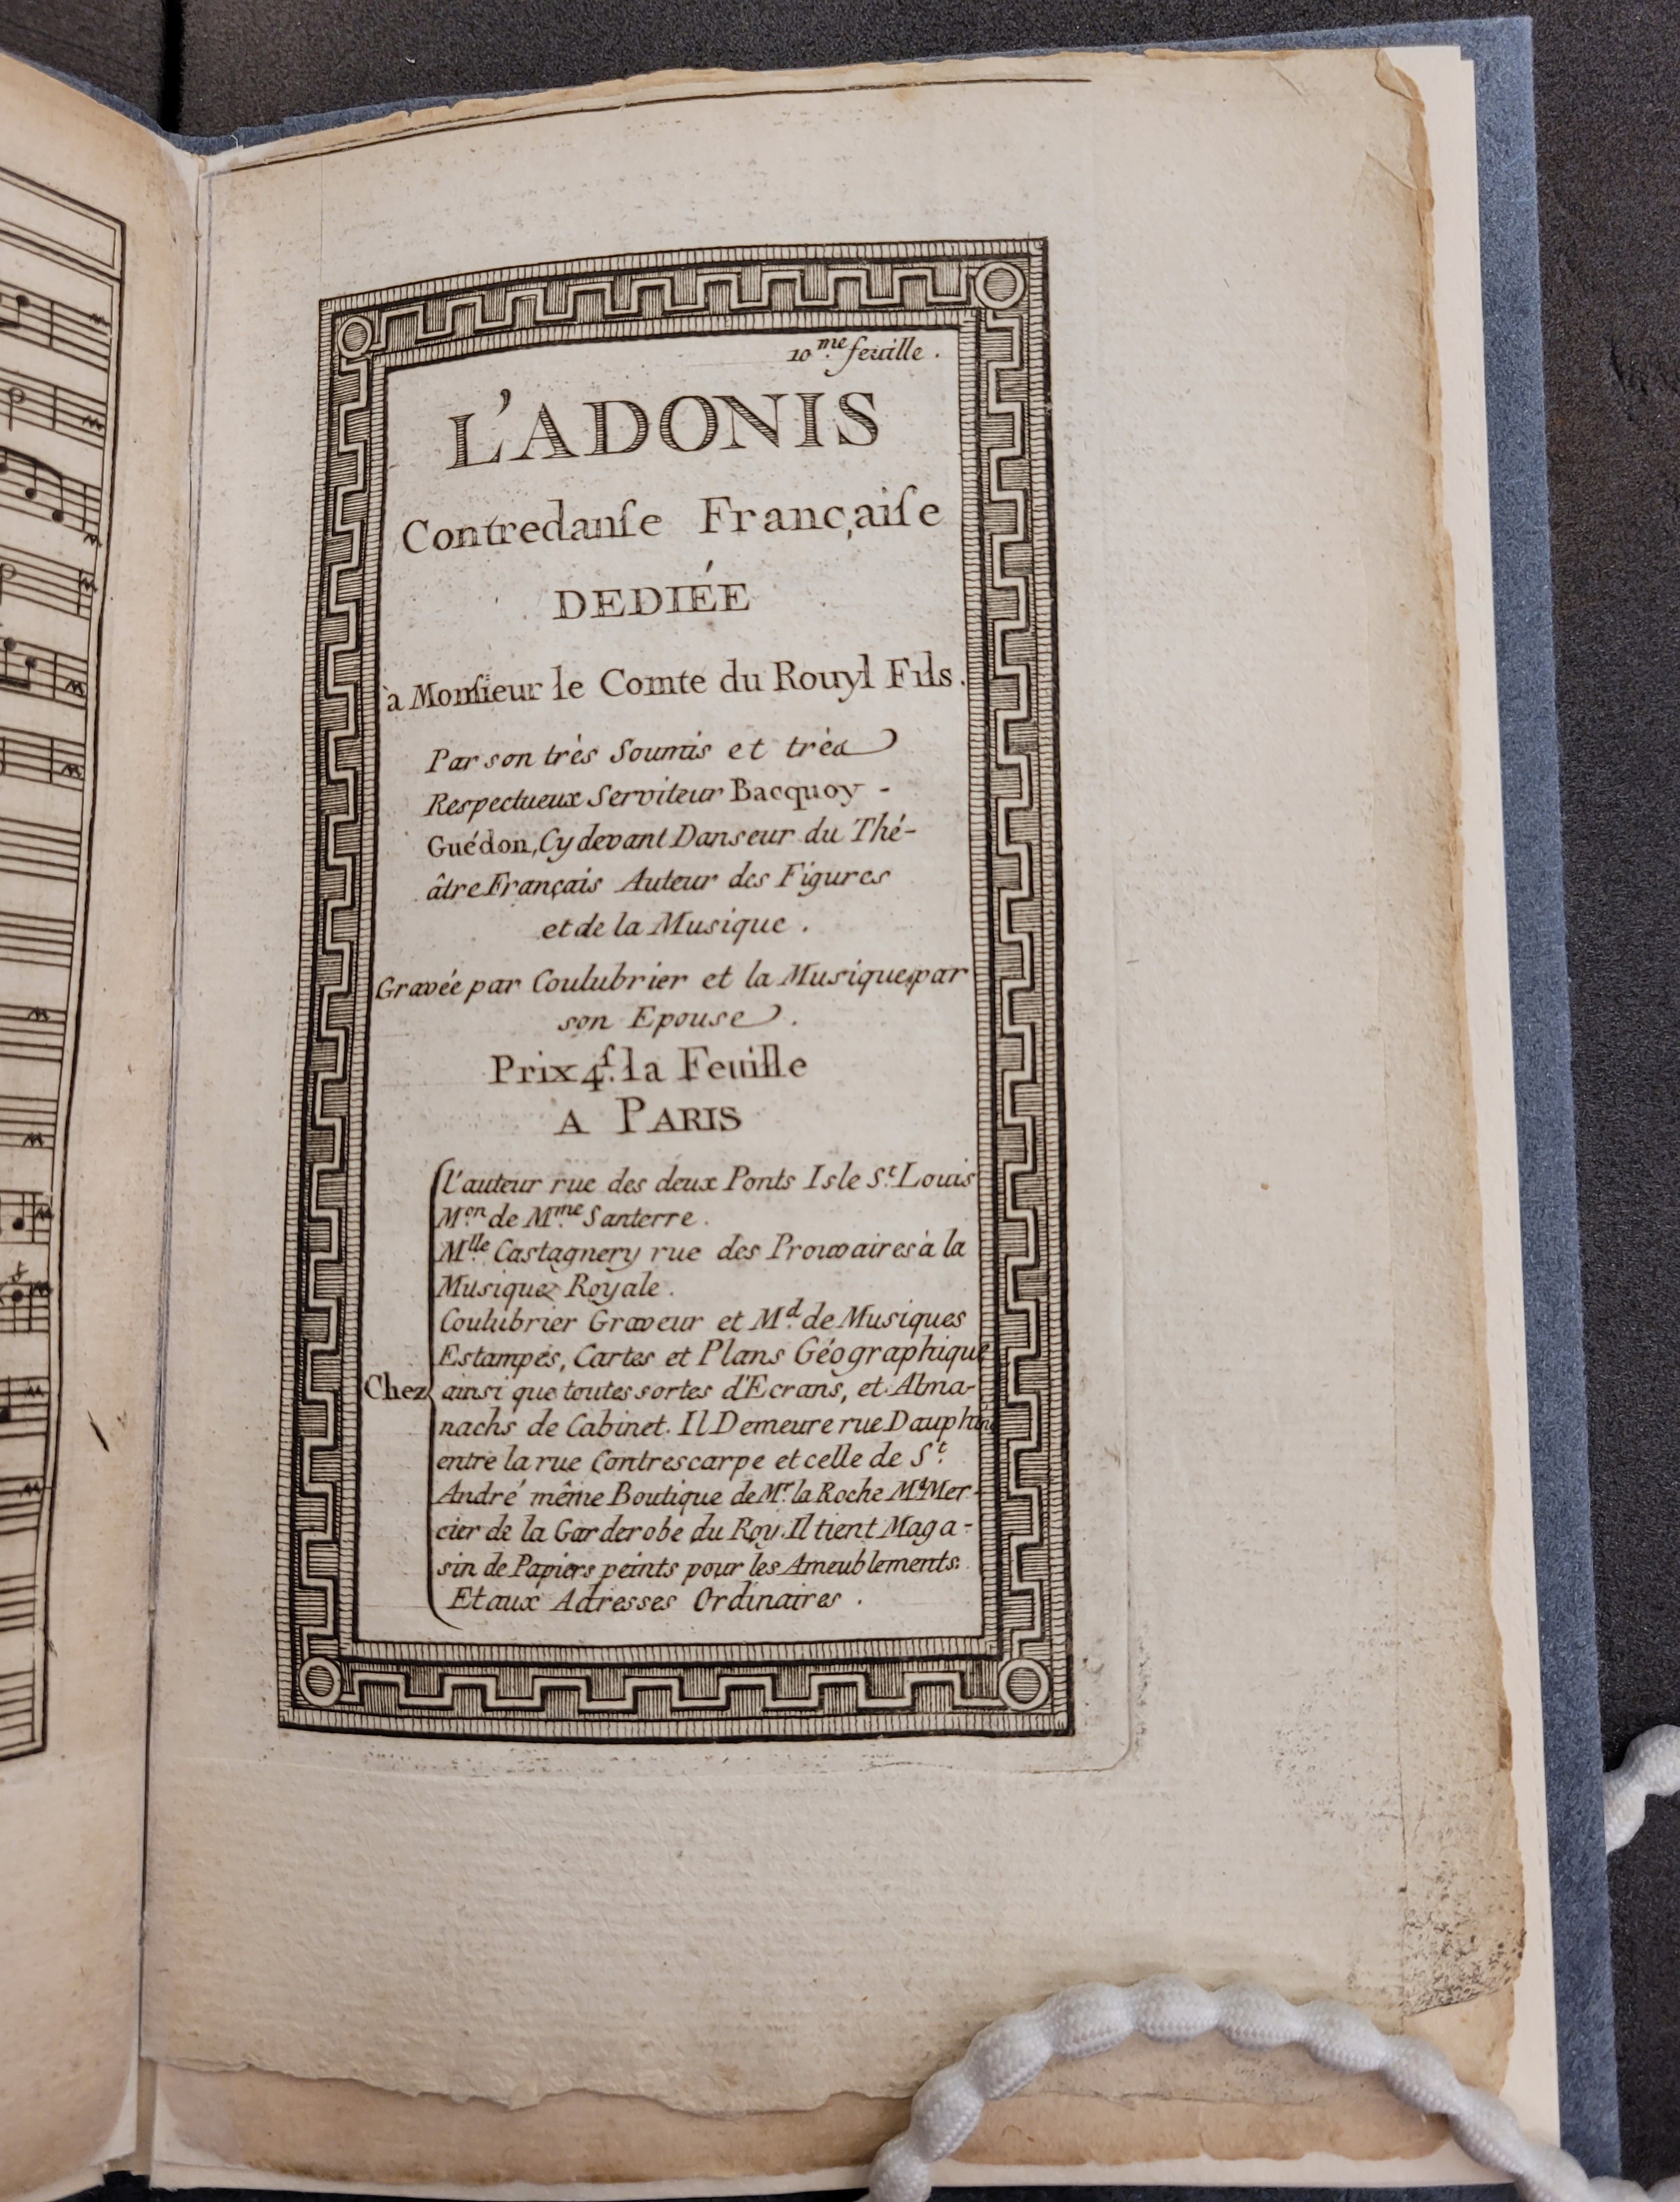 10.me feuille.
L'ADONIS
Contredanſe Françaiſe
DEDIÉE
à Monſieur le Comte du Rouyl Fils.
Par son très Soumis et très
Respectueux Serviteur Bacquoy-
Guédon, Cy devant Danseur du Thé-
âtre Français Auteur des Figures
et de la Musique.
Gravée par Coulubrier et la Musique par
son Epouse.
Prix 4.ſ la Feuille
A PARIS
l'auteur rue des deux Ponts Isle S.t Louis
M.on de M.me Santerre.
M.lle Castagnery rue des Prouvaires à la
Musique Royale.
Coulubrier Graveur et M.d de Musiques
Estampes, Cartes et Plans Géographique
Chez ainsi que toutes sortes d'Ecrans, et Alma-
nachs de Cabinet. Il Demeure rue Dauphine
entre la rue Contrescarpe et celle de S.t
André même Boutique de M.r la Roche M.d Mer-
cier de la Garderobe du Roy. Il tient Maga-
sin de Papiers peints pour les Ameublements.
Et aux Adresses Ordinaires.